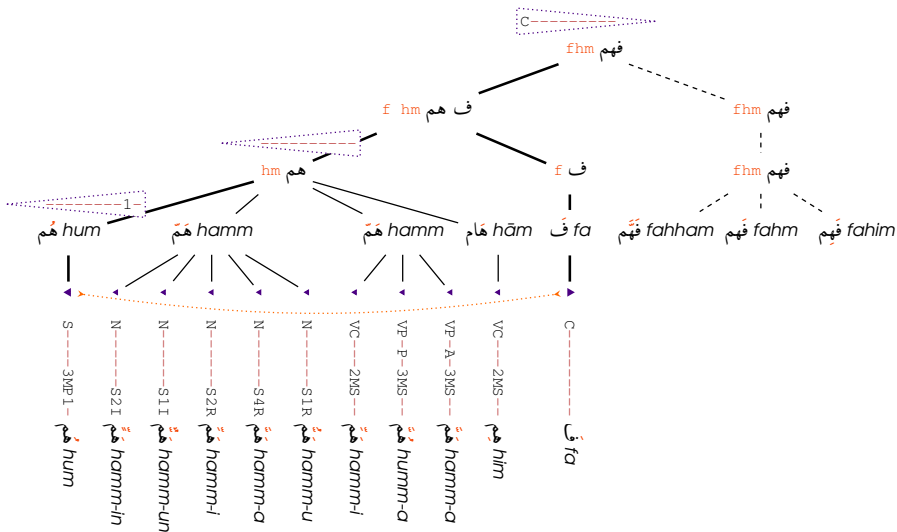 C---------
fhm فهم
f hm ف هم
fhm فهم
----------
hm هم
f ف
fhm فهم
--------1-
هُم hum
هَمّ hamm
هَمّ hamm
هَام hām
فَ fa
فَهَّم fahham
فَهم fahm
فَهِم fahim
S----3MP1-
N------S2I
N------S1I
N------S2R
N------S4R
N------S1R
VC---2MS--
VP-P-3MS--
VP-A-3MS--
VC---2MS--
C---------
هُم hum
هَمٍّ hamm-in
هَمٌّ hamm-un
هَمِّ hamm-i
هَمَّ hamm-a
هَمُّ hamm-u
هَمِّ hamm-i
هُمَّ humm-a
هَمَّ hamm-a
هِم him
فَ fa